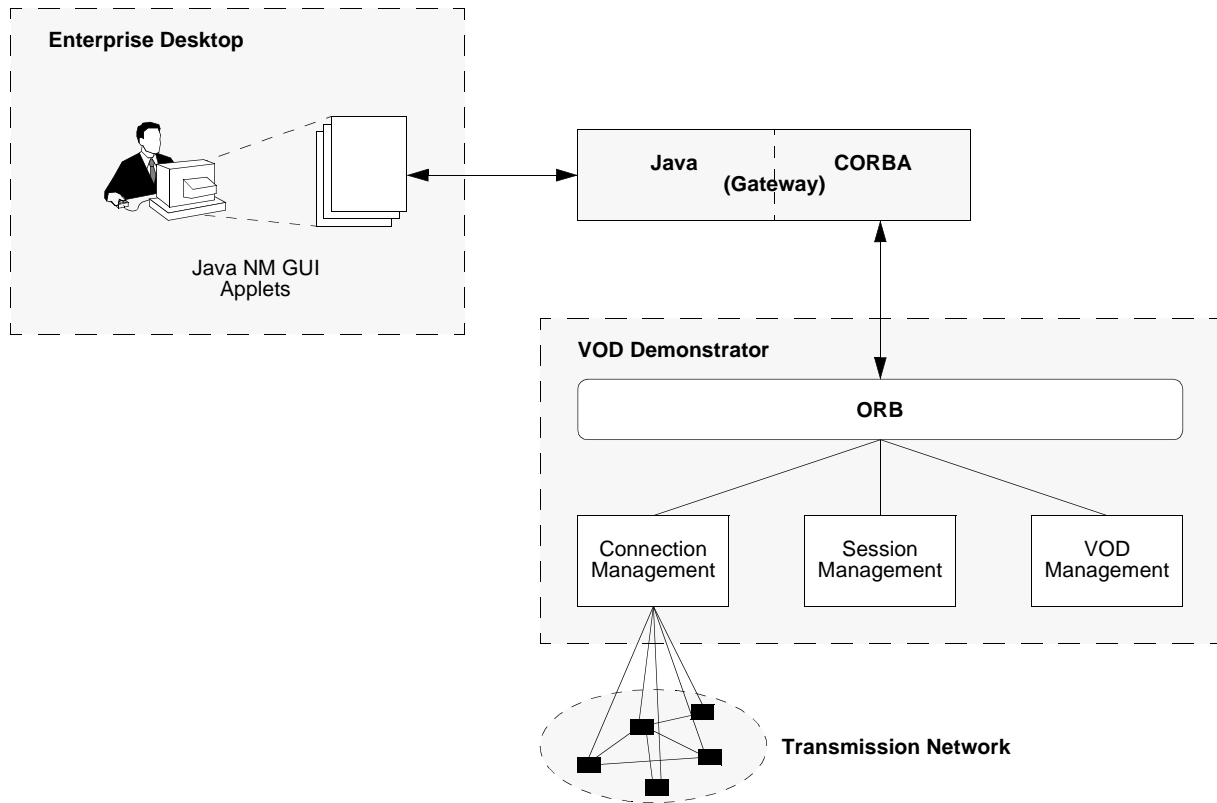 Enterprise Desktop
Java NM GUI
Applets
Java CORBA
(Gateway)
VOD Demonstrator
ORB
Connection
Management
Session
Management
VOD
Management
Transmission Network